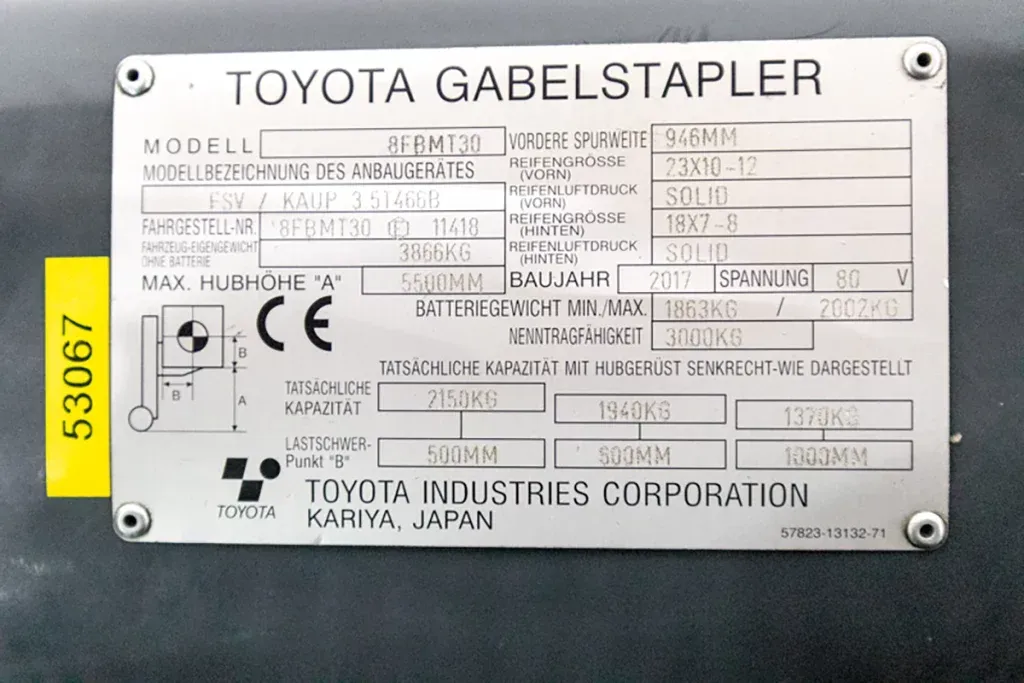 TOYOTA GABELSTAPLER
MODELL 8FBMT30 VORDERE SPURWEITE 946MM
MODELLBEZEICHNUNG DES ANBAUGERÄTES REIFENGRÖSSE (VORN) 23X10-12
FSV / KAUP 3.5T466B REIFENLUFTDRUCK (VORN) SOLID
FAHRGESTELL-NR. 8FBMT30 E 11418 REIFENGRÖSSE (HINTEN) 18X7-8
FAHRZEUG-EIGENGEWICHT OHNE BATTERIE 3866KG REIFENLUFTDRUCK (HINTEN) SOLID
MAX. HUBHÖHE "A" 5500MM BAUJAHR 2017 SPANNUNG 80 V
BATTERIEGEWICHT MIN./MAX. 1863KG / 2002KG
NENNTRAGFÄHIGKEIT 3000KG
CE
B
B
A
TATSÄCHLICHE KAPAZITÄT MIT HUBGERÜST SENKRECHT-WIE DARGESTELLT
TATSÄCHLICHE KAPAZITÄT 2150KG 1940KG 1370KG
LASTSCHWER-Punkt "B" 500MM 600MM 1000MM
TOYOTA
TOYOTA INDUSTRIES CORPORATION
KARIYA, JAPAN
57823-13132-71
53067